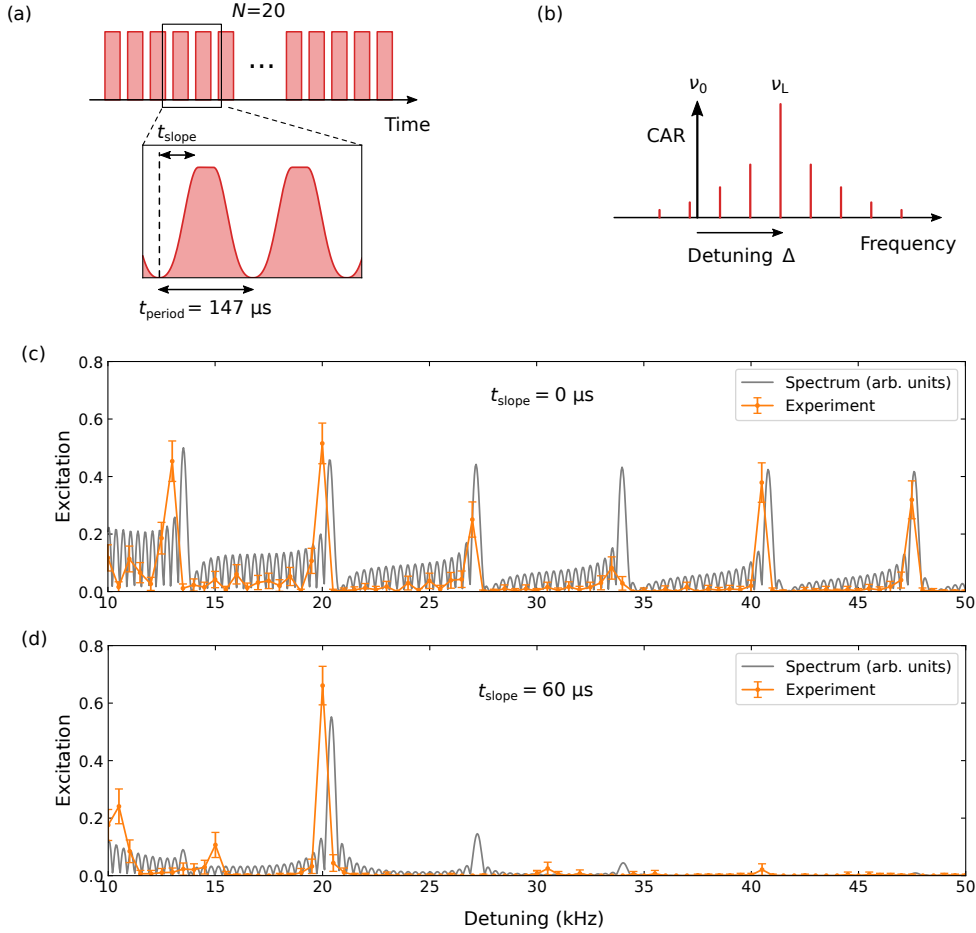 (a)
N=20
...
Time
t_slope
t_period = 147 μs
(b)
ν_0
ν_L
CAR
Frequency
Detuning Δ
(c)
t_slope = 0 μs
Spectrum (arb. units)
Experiment
Excitation
0.8
0.6
0.4
0.2
0.0
10 15 20 25 30 35 40 45 50
(d)
t_slope = 60 μs
Spectrum (arb. units)
Experiment
Excitation
0.8
0.6
0.4
0.2
0.0
10 15 20 25 30 35 40 45 50
Detuning (kHz)